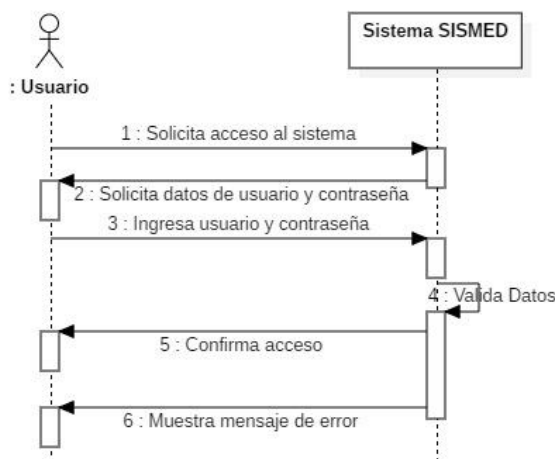 Sistema SISMED
: Usuario
1 : Solicita acceso al sistema
2 : Solicita datos de usuario y contraseña
3 : Ingresa usuario y contraseña
4 : Valida Datos
5 : Confirma acceso
6 : Muestra mensaje de error